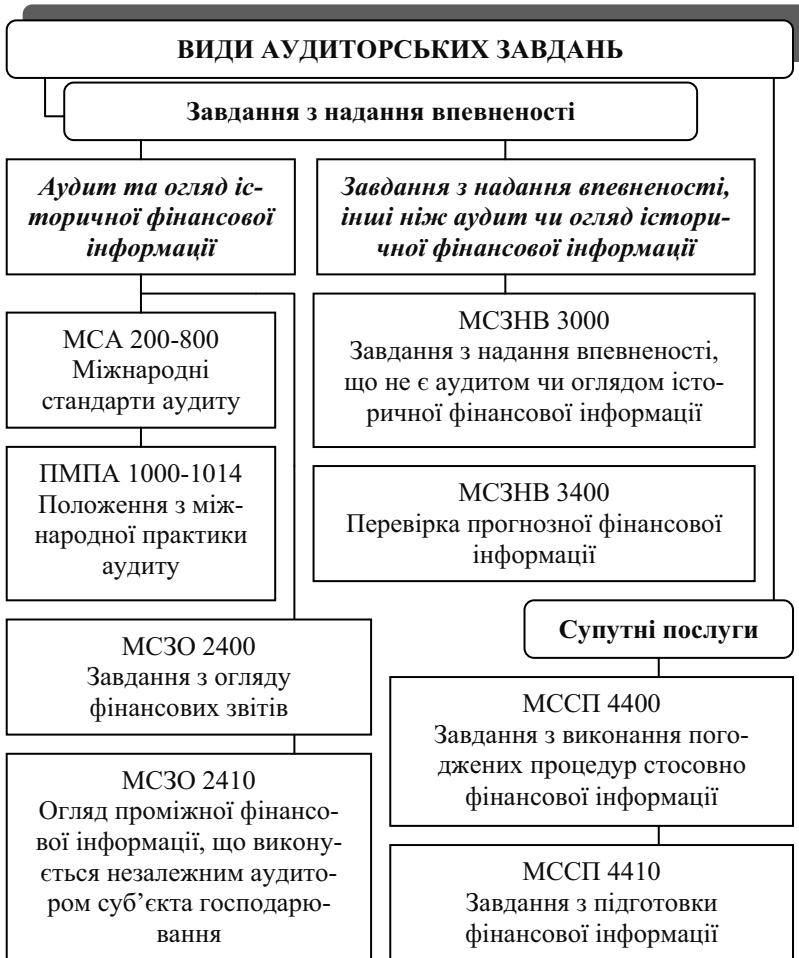 ВИДИ АУДИТОРСЬКИХ ЗАВДАНЬ
Завдання з надання впевненості
Аудит та огляд іс-
торичної фінансової
інформації
Завдання з надання впевненості,
інші ніж аудит чи огляд істори-
чної фінансової інформації
МСА 200-800
Міжнародні
стандарти аудиту
ПМПА 1000-1014
Положення з між-
народної практики
аудиту
МСЗО 2400
Завдання з огляду
фінансових звітів
МСЗО 2410
Огляд проміжної фінансо-
вої інформації, що викону-
ється незалежним аудито-
ром суб’єкта господарю-
вання
МСЗНВ 3000
Завдання з надання впевненості,
що не є аудитом чи оглядом істо-
ричної фінансової інформації
МСЗНВ 3400
Перевірка прогнозної фінансової
інформації
Супутні послуги
МССП 4400
Завдання з виконання пого-
джених процедур стосовно
фінансової інформації
МССП 4410
Завдання з підготовки
фінансової інформації